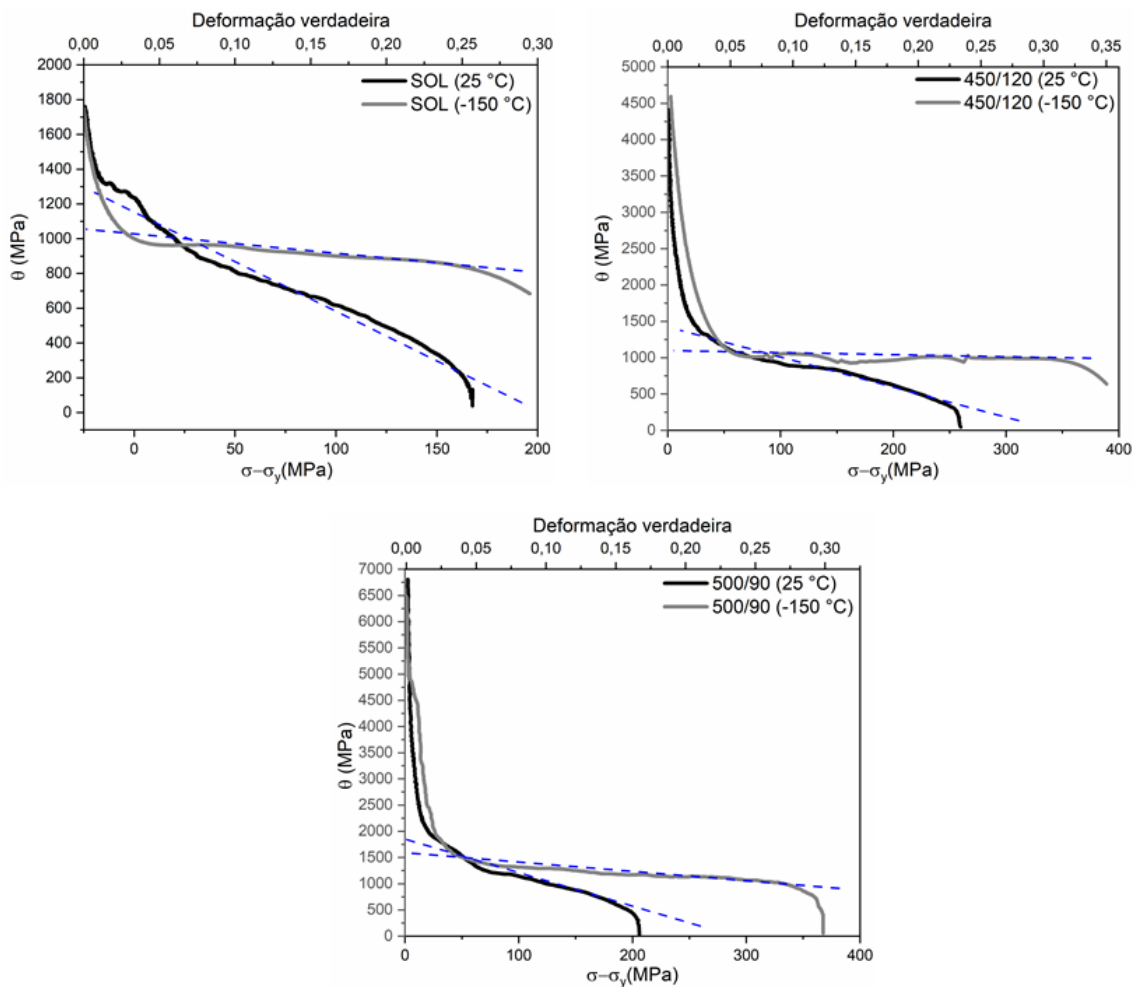 Deformação verdadeira
0,00 0,05 0,10 0,15 0,20 0,25 0,30
SOL (25 °C)
SOL (-150 °C)
2000
1800
1600
1400
1200
1000
800
600
400
200
0
θ (MPa)
0 50 100 150 200
σ−σy(MPa)
Deformação verdadeira
0,00 0,05 0,10 0,15 0,20 0,25 0,30 0,35
450/120 (25 °C)
450/120 (-150 °C)
5000
4500
4000
3500
3000
2500
2000
1500
1000
500
0
θ (MPa)
0 100 200 300 400
σ−σy(MPa)
Deformação verdadeira
0,00 0,05 0,10 0,15 0,20 0,25 0,30
500/90 (25 °C)
500/90 (-150 °C)
7000
6500
6000
5500
5000
4500
4000
3500
3000
2500
2000
1500
1000
500
0
θ (MPa)
0 100 200 300 400
σ−σy(MPa)